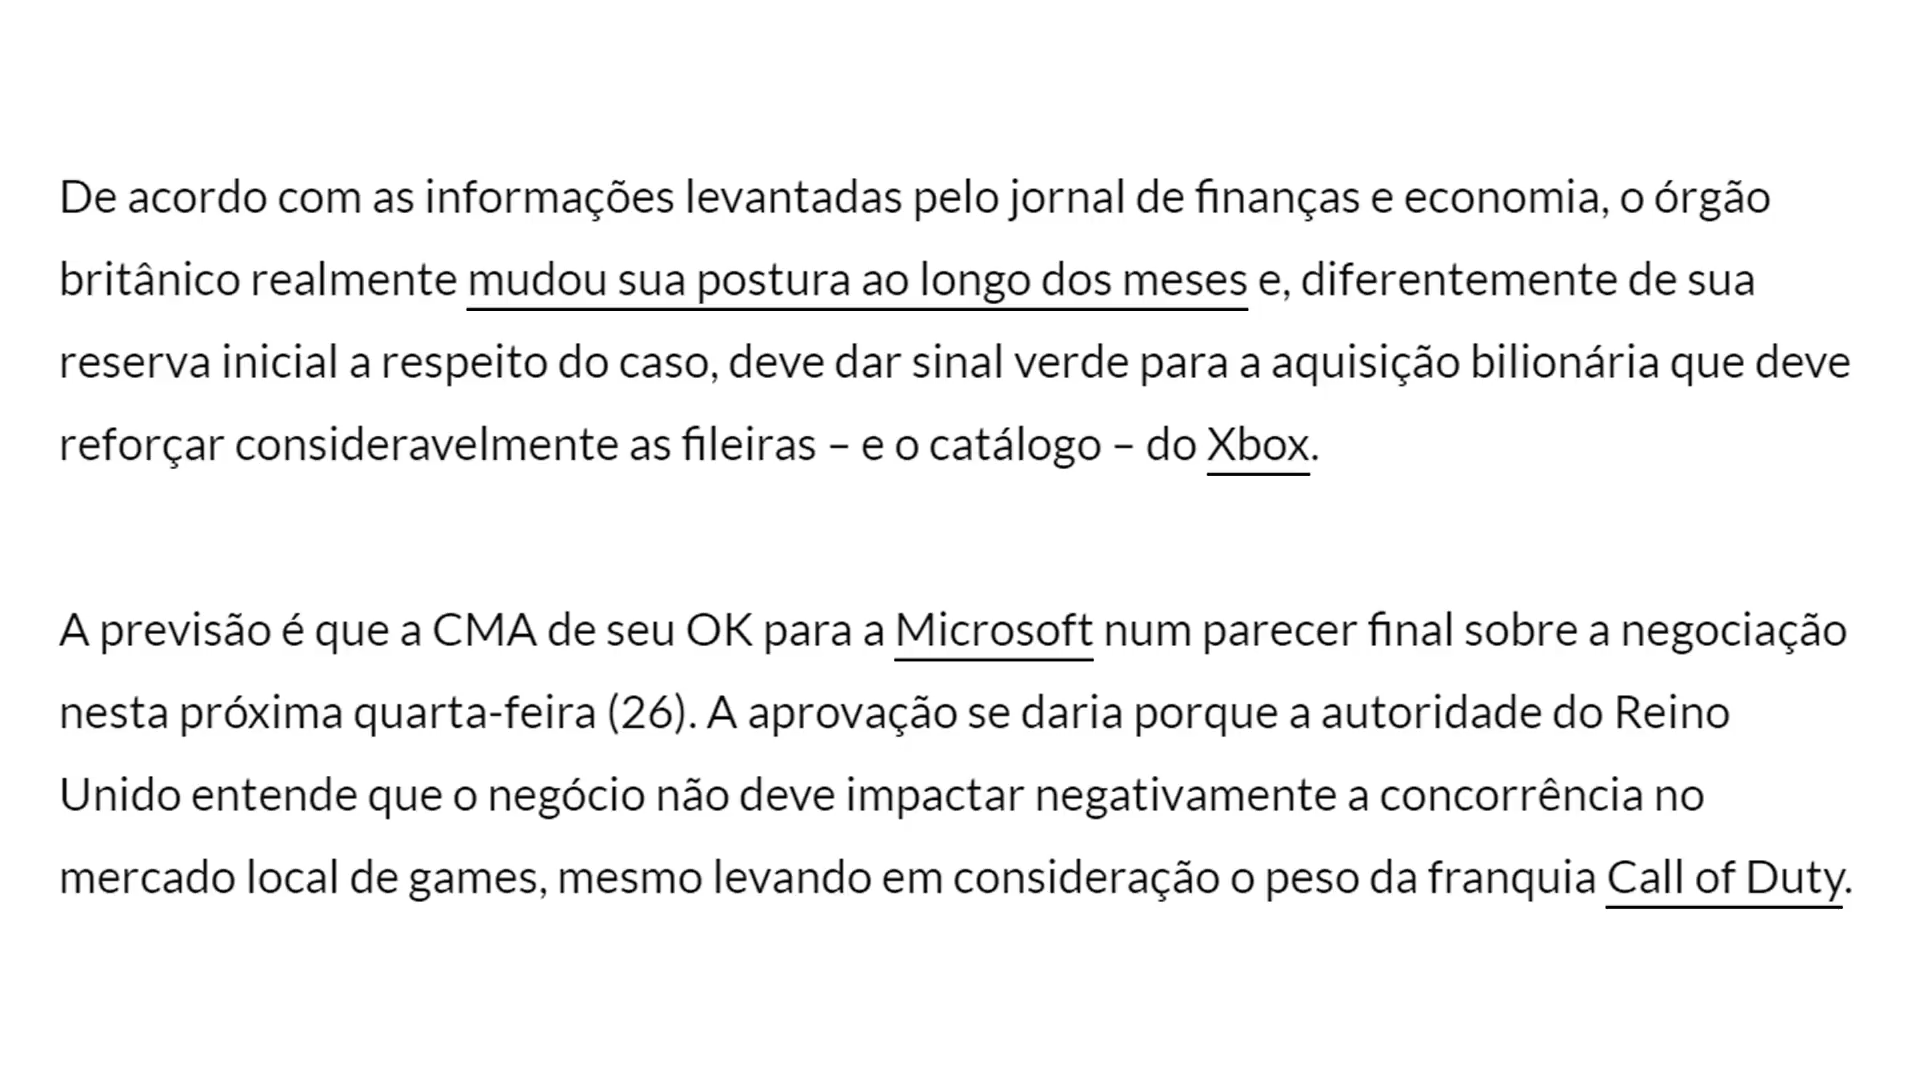 De acordo com as informações levantadas pelo jornal de finanças e economia, o órgão
britânico realmente mudou sua postura ao longo dos meses e, diferentemente de sua
reserva inicial a respeito do caso, deve dar sinal verde para a aquisição bilionária que deve
reforçar consideravelmente as fileiras – e o catálogo – do Xbox.
A previsão é que a CMA de seu OK para a Microsoft num parecer final sobre a negociação
nesta próxima quarta-feira (26). A aprovação se daria porque a autoridade do Reino
Unido entende que o negócio não deve impactar negativamente a concorrência no
mercado local de games, mesmo levando em consideração o peso da franquia Call of Duty.